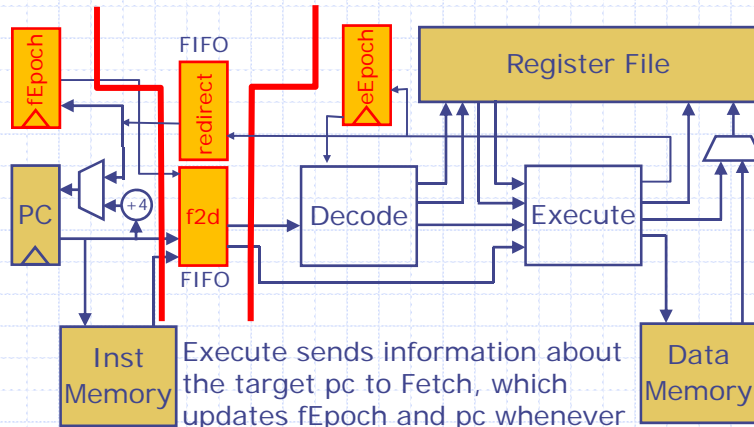 FIFO
fEpoch
redirect
eEpoch
Register File
PC
+4
f2d
Decode
Execute
FIFO
Inst
Memory
Execute sends information about
the target pc to Fetch, which
updates fEpoch and pc whenever
Data
Memory